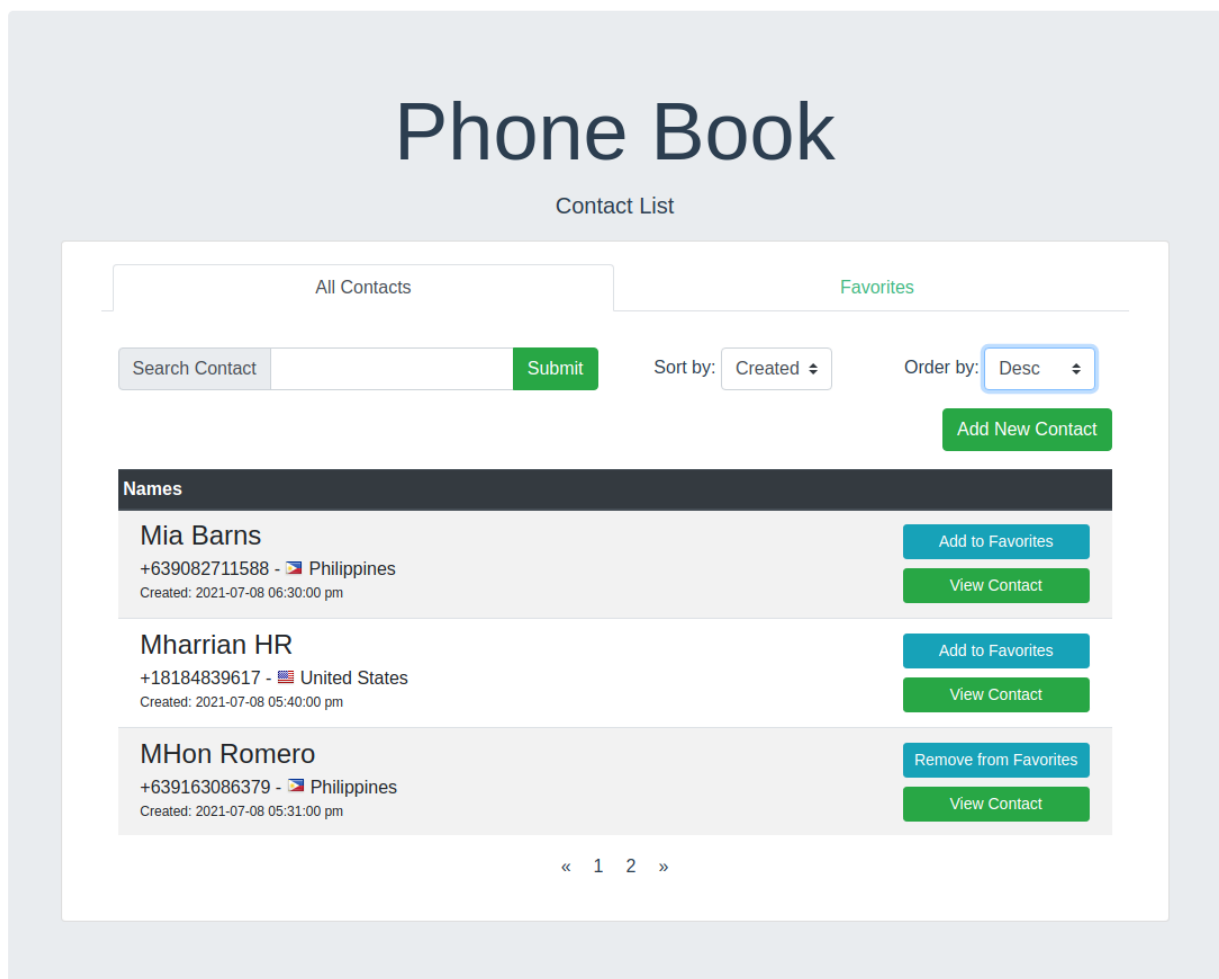 Phone Book
Contact List
All Contacts Favorites
Search Contact Submit Sort by: Created Order by: Desc
Add New Contact
Names
Mia Barns
Add to Favorites
+639082711588 - Philippines
View Contact
Created: 2021-07-08 06:30:00 pm
Mharrian HR
Add to Favorites
+18184839617 - United States
View Contact
Created: 2021-07-08 05:40:00 pm
MHon Romero
Remove from Favorites
+639163086379 - Philippines
View Contact
Created: 2021-07-08 05:31:00 pm
« 1 2 »